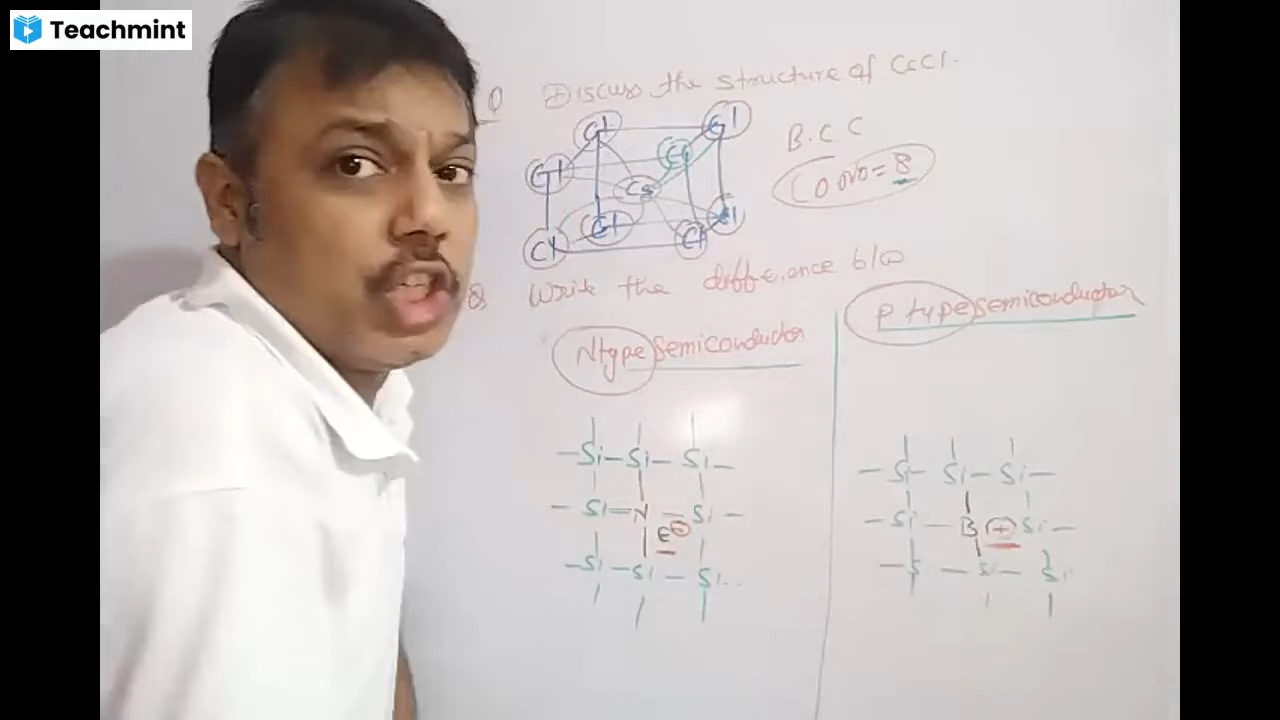 Teachmint
Q Discuss the structure of CsCl.
Cl Cl
Cl Cl
Cs
Cl Cl Cl Cl
B.C.C
Co.no = 8
Q Write the difference b/w
N type semiconductor
P type semiconductor
-Si-Si-Si-
-Si-N-Si-
E⊖
-Si-Si-Si..
-Si-Si-Si-
-Si-B(+)Si-
-S-Si-Si